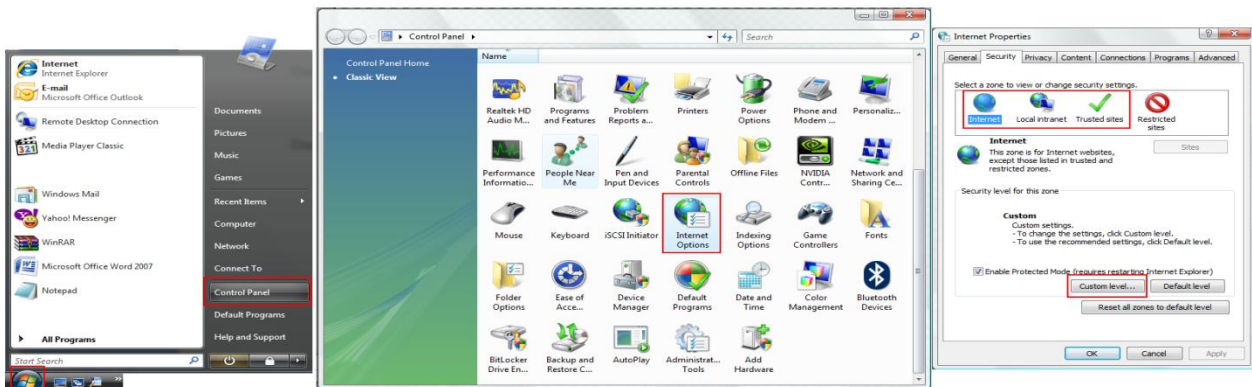 Internet
Internet Explorer
E-mail
Microsoft Office Outlook
Remote Desktop Connection
Media Player Classic
Windows Mail
Yahoo! Messenger
WinRAR
Microsoft Office Word 2007
Notepad
All Programs
Start Search
Documents
Pictures
Music
Games
Recent Items
Computer
Network
Connect To
Control Panel
Default Programs
Help and Support
Control Panel
Search
Control Panel Home
Classic View
Name
Realtek HD Audio M...
Programs and Features
Problem Reports a...
Printers
Power Options
Phone and Modem ...
Personaliz...
Performance Informatio...
People Near Me
Pen and Input Devices
Parental Controls
Offline Files
NVIDIA Contr...
Network and Sharing Ce...
Mouse
Keyboard
iSCSI Initiator
Internet Options
Indexing Options
Game Controllers
Fonts
Folder Options
Ease of Acce...
Device Manager
Default Programs
Date and Time
Color Management
Bluetooth Devices
BitLocker Drive En...
Backup and Restore C...
AutoPlay
Administrat... Tools
Add Hardware
Internet Properties
General Security Privacy Content Connections Programs Advanced
Select a zone to view or change security settings.
Internet
Local intranet
Trusted sites
Restricted sites
Internet
This zone is for Internet websites,
except those listed in trusted and
restricted zones.
Sites
Security level for this zone
Custom
Custom settings.
- To change the settings, click Custom level.
- To use the recommended settings, click Default level.
Enable Protected Mode (requires restarting Internet Explorer)
Custom level...
Default level
Reset all zones to default level
OK
Cancel
Apply